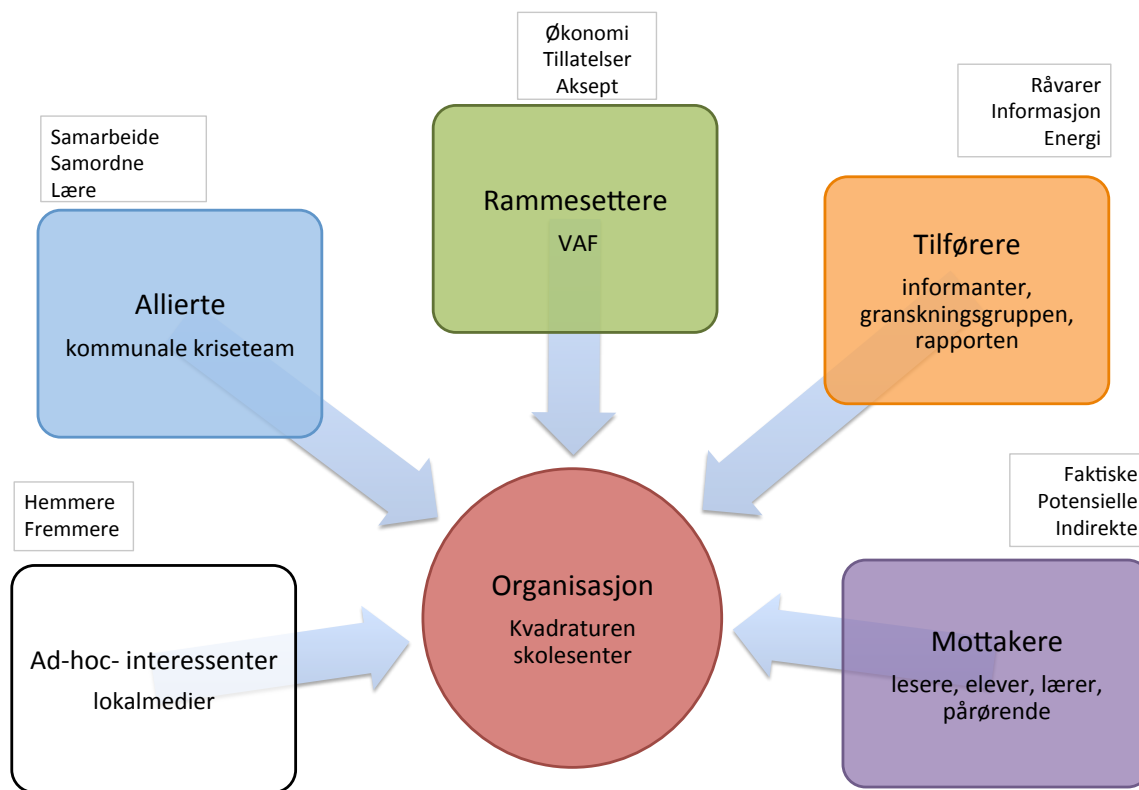 Økonomi
Tillatelser
Aksept
Råvarer
Informasjon
Energi
Samarbeide
Samordne
Lære
Rammesettere
VAF
Tilførere
informanter,
granskningsgruppen,
rapporten
Allierte
kommunale kriseteam
Hemmere
Fremmere
Faktiske
Potensielle
Indirekte
Organisasjon
Kvadraturen
skolesenter
Ad-hoc- interessenter
lokalmedier
Mottakere
lesere, elever, lærer,
pårørende